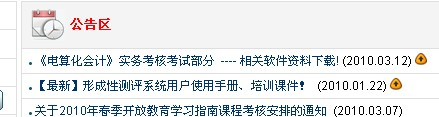 公告区
《电算化会计》实务考核考试部分 ---- 相关软件资料下载! (2010.03.12)
【最新】形成性测评系统用户使用手册、培训课件! (2010.01.22)
关于2010年春季开放教育学习指南课程考核安排的通知 (2010.03.07)